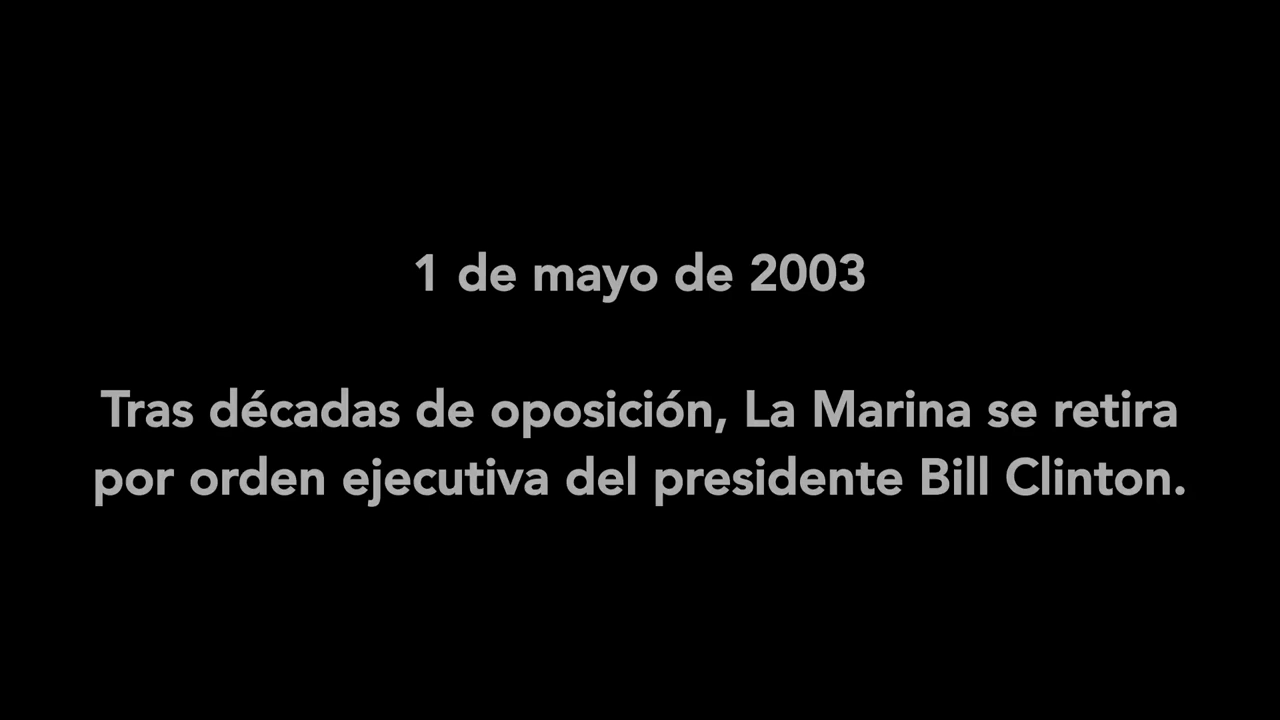 1 de mayo de 2003
Tras décadas de oposición, La Marina se retira
por orden ejecutiva del presidente Bill Clinton.